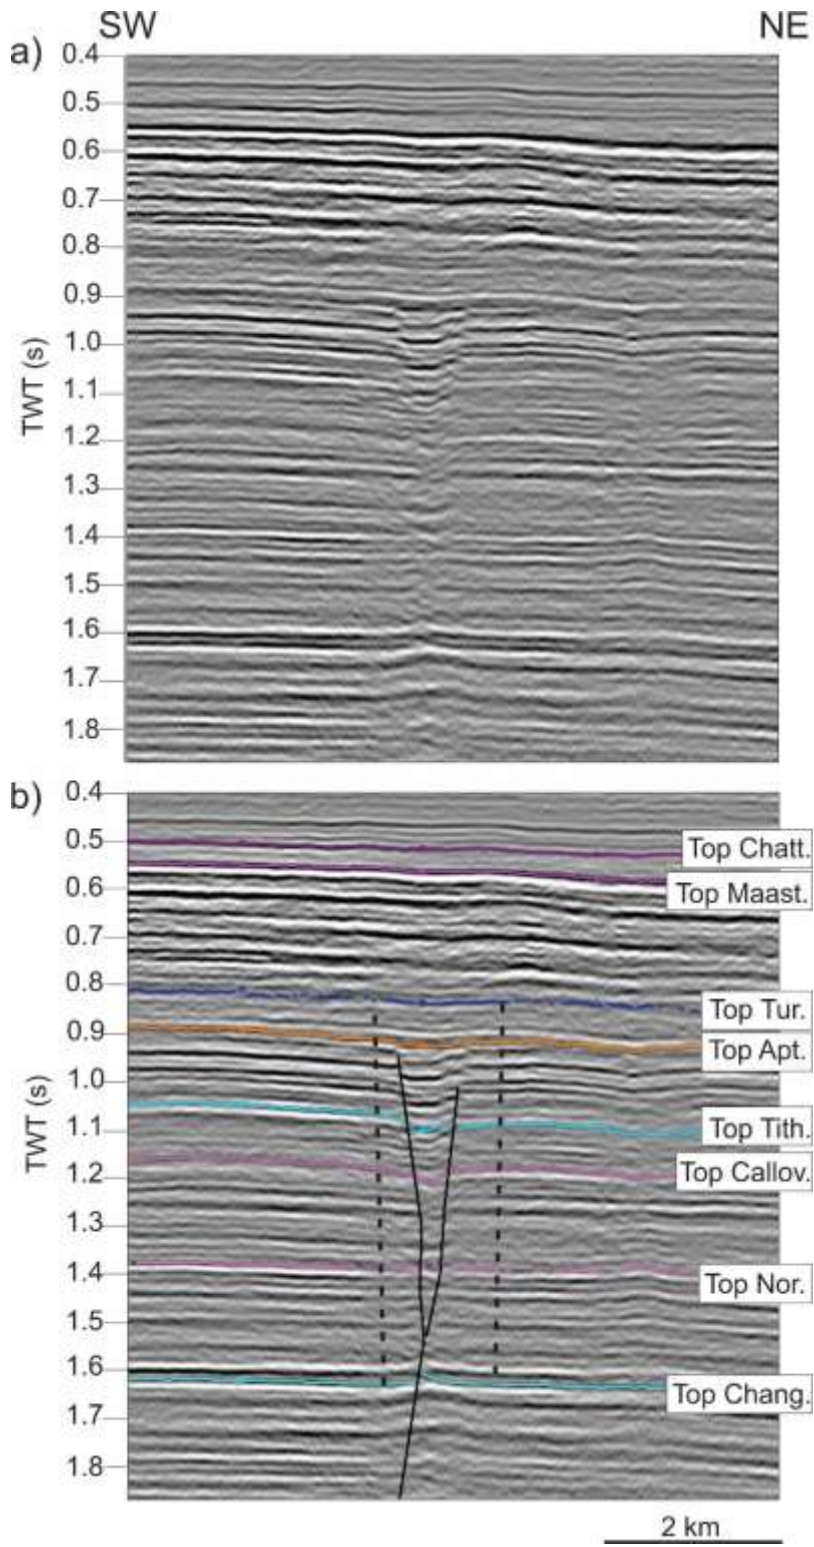 SW NE
a)
0.4
0.5
0.6
0.7
0.8
0.9
1.0
1.1
1.2
1.3
1.4
1.5
1.6
1.7
1.8
TWT (s)
b)
0.4
0.5
0.6
0.7
0.8
0.9
1.0
1.1
1.2
1.3
1.4
1.5
1.6
1.7
1.8
TWT (s)
Top Chatt.
Top Maast.
Top Tur.
Top Apt.
Top Tith.
Top Callov.
Top Nor.
Top Chang.
2 km